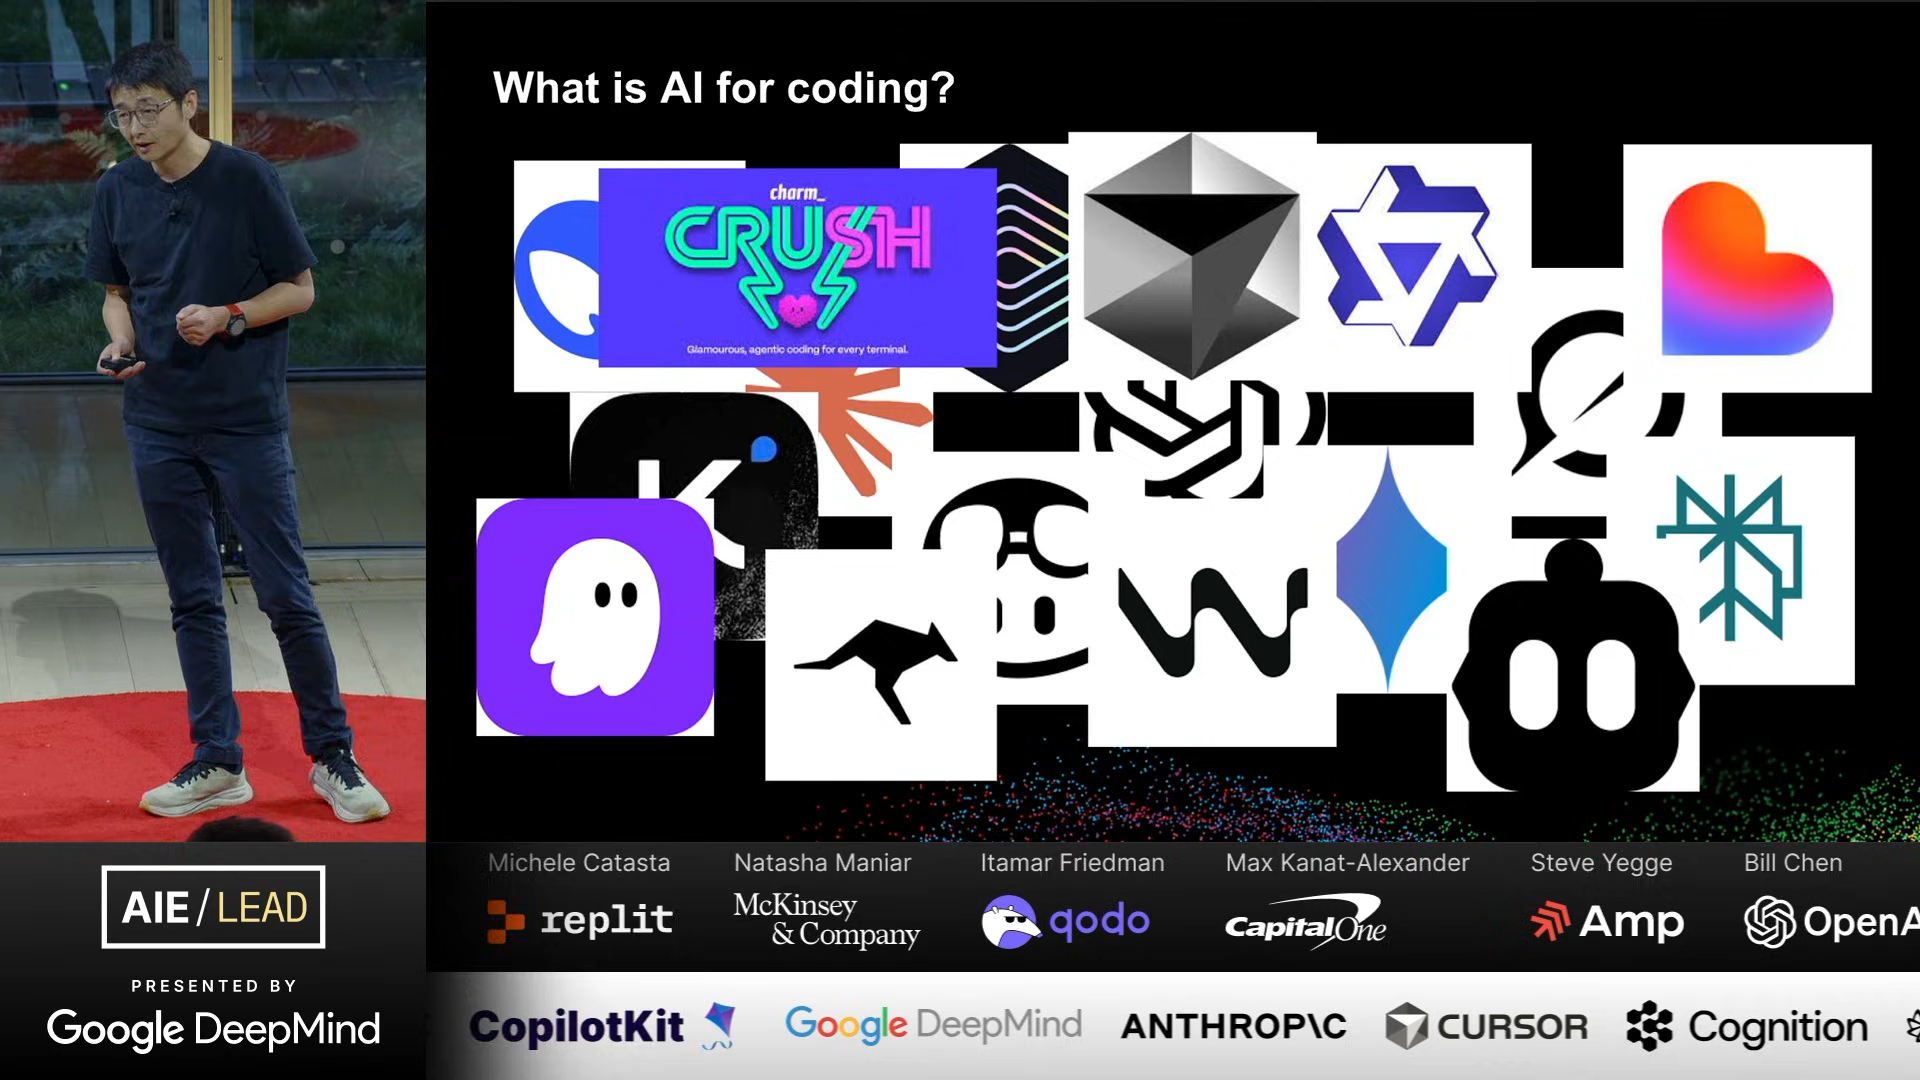 What is AI for coding?
charm_
CRUSH
Glamourous, agentic coding for every terminal.
K
Michele Catasta
Natasha Maniar
Itamar Friedman
Max Kanat-Alexander
Steve Yegge
Bill Chen
replit
McKinsey
& Company
qodo
CapitalOne
Amp
OpenA
AIE/LEAD
PRESENTED BY
Google DeepMind
CopilotKit
Google DeepMind
ANTHROP\C
CURSOR
Cognition